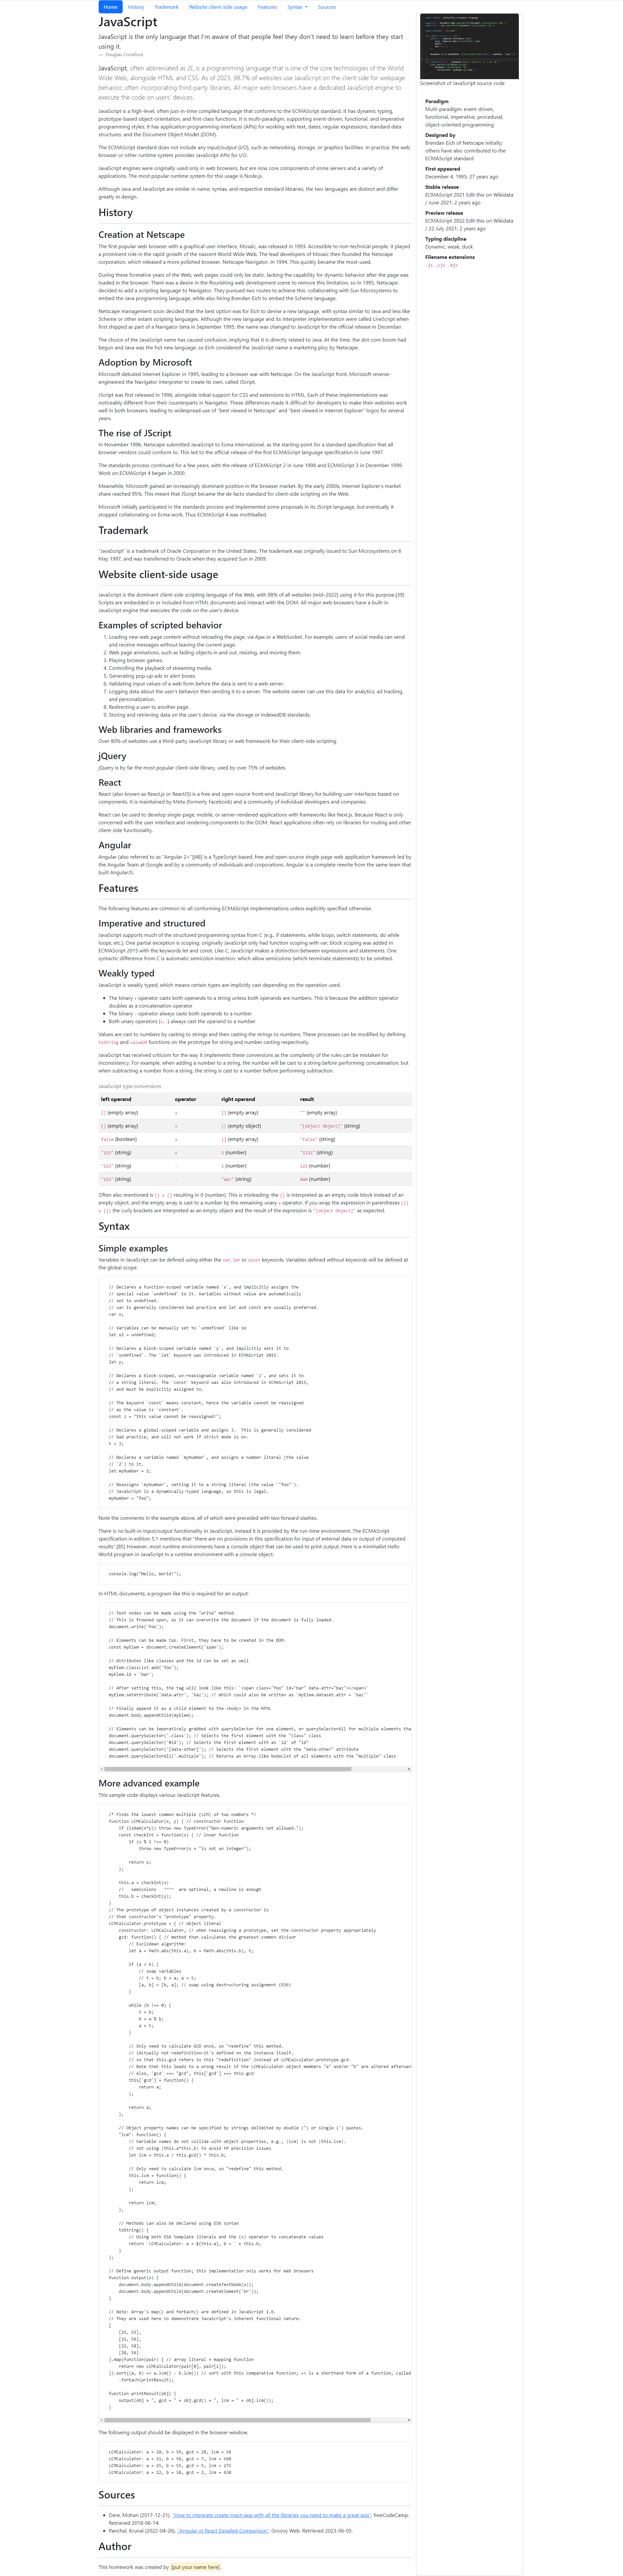 Home History Trademark Website client-side usage Features Syntax Sources
JavaScript
JavaScript is the only language that I'm aware of that people feel they don't need to learn before they start
using it.
— Douglas Crockford
JavaScript, often abbreviated as JS, is a programming language that is one of the core technologies of the World
Wide Web, alongside HTML and CSS. As of 2023, 98.7% of websites use JavaScript on the client side for webpage
behavior, often incorporating third-party libraries. All major web browsers have a dedicated JavaScript engine to
execute the code on users' devices.
JavaScript is a high-level, often just-in-time compiled language that conforms to the ECMAScript standard. It has dynamic typing,
prototype-based object-orientation, and first-class functions. It is multi-paradigm, supporting event-driven, functional, and imperative
programming styles. It has application programming interfaces (APIs) for working with text, dates, regular expressions, standard data
structures, and the Document Object Model (DOM).
The ECMAScript standard does not include any input/output (I/O), such as networking, storage, or graphics facilities. In practice, the web
browser or other runtime system provides JavaScript APIs for I/O.
JavaScript engines were originally used only in web browsers, but are now core components of some servers and a variety of
applications. The most popular runtime system for this usage is Node.js.
Although Java and JavaScript are similar in name, syntax, and respective standard libraries, the two languages are distinct and differ
greatly in design.
Screenshot of JavaScript source code
Paradigm
Multi-paradigm: event-driven,
functional, imperative, procedural,
object-oriented programming
Designed by
Brendan Eich of Netscape initially;
others have also contributed to the
ECMAScript standard
First appeared
December 4, 1995; 27 years ago
Stable release
ECMAScript 2021 Edit this on Wikidata
/ June 2021; 2 years ago
Preview release
ECMAScript 2022 Edit this on Wikidata
/ 22 July 2021; 2 years ago
Typing discipline
Dynamic, weak, duck
Filename extensions
.js .cjs .mjs
History
Creation at Netscape
The first popular web browser with a graphical user interface, Mosaic, was released in 1993. Accessible to non-technical people, it played
a prominent role in the rapid growth of the nascent World Wide Web. The lead developers of Mosaic then founded the Netscape
corporation, which released a more polished browser, Netscape Navigator, in 1994. This quickly became the most-used.
During these formative years of the Web, web pages could only be static, lacking the capability for dynamic behavior after the page was
loaded in the browser. There was a desire in the flourishing web development scene to remove this limitation, so in 1995, Netscape
decided to add a scripting language to Navigator. They pursued two routes to achieve this: collaborating with Sun Microsystems to
embed the Java programming language, while also hiring Brendan Eich to embed the Scheme language.
Netscape management soon decided that the best option was for Eich to devise a new language, with syntax similar to Java and less like
Scheme or other extant scripting languages. Although the new language and its interpreter implementation were called LiveScript when
first shipped as part of a Navigator beta in September 1995, the name was changed to JavaScript for the official release in December.
The choice of the JavaScript name has caused confusion, implying that it is directly related to Java. At the time, the dot-com boom had
begun and Java was the hot new language, so Eich considered the JavaScript name a marketing ploy by Netscape.
Adoption by Microsoft
Microsoft debuted Internet Explorer in 1995, leading to a browser war with Netscape. On the JavaScript front, Microsoft reverse-
engineered the Navigator interpreter to create its own, called JScript.
JScript was first released in 1996, alongside initial support for CSS and extensions to HTML. Each of these implementations was
noticeably different from their counterparts in Navigator. These differences made it difficult for developers to make their websites work
well in both browsers, leading to widespread use of "best viewed in Netscape" and "best viewed in Internet Explorer" logos for several
years.
The rise of JScript
In November 1996, Netscape submitted JavaScript to Ecma International, as the starting point for a standard specification that all
browser vendors could conform to. This led to the official release of the first ECMAScript language specification in June 1997.
The standards process continued for a few years, with the release of ECMAScript 2 in June 1998 and ECMAScript 3 in December 1999.
Work on ECMAScript 4 began in 2000.
Meanwhile, Microsoft gained an increasingly dominant position in the browser market. By the early 2000s, Internet Explorer's market
share reached 95%. This meant that JScript became the de facto standard for client-side scripting on the Web.
Microsoft initially participated in the standards process and implemented some proposals in its JScript language, but eventually it
stopped collaborating on Ecma work. Thus ECMAScript 4 was mothballed.
Trademark
"JavaScript" is a trademark of Oracle Corporation in the United States. The trademark was originally issued to Sun Microsystems on 6
May 1997, and was transferred to Oracle when they acquired Sun in 2009.
Website client-side usage
JavaScript is the dominant client-side scripting language of the Web, with 98% of all websites (mid-2022) using it for this purpose.[39]
Scripts are embedded in or included from HTML documents and interact with the DOM. All major web browsers have a built-in
JavaScript engine that executes the code on the user's device.
Examples of scripted behavior
1. Loading new web page content without reloading the page, via Ajax or a WebSocket. For example, users of social media can send
and receive messages without leaving the current page.
2. Web page animations, such as fading objects in and out, resizing, and moving them.
3. Playing browser games.
4. Controlling the playback of streaming media.
5. Generating pop-up ads or alert boxes.
6. Validating input values of a web form before the data is sent to a web server.
7. Logging data about the user's behavior then sending it to a server. The website owner can use this data for analytics, ad tracking,
and personalization.
8. Redirecting a user to another page.
9. Storing and retrieving data on the user's device, via the storage or IndexedDB standards.
Web libraries and frameworks
Over 80% of websites use a third-party JavaScript library or web framework for their client-side scripting.
jQuery
jQuery is by far the most popular client-side library, used by over 75% of websites.
React
React (also known as React.js or ReactJS) is a free and open-source front-end JavaScript library for building user interfaces based on
components. It is maintained by Meta (formerly Facebook) and a community of individual developers and companies.
React can be used to develop single-page, mobile, or server-rendered applications with frameworks like Next.js. Because React is only
concerned with the user interface and rendering components to the DOM, React applications often rely on libraries for routing and other
client-side functionality.
Angular
Angular (also referred to as "Angular 2+")[48] is a TypeScript-based, free and open-source single-page web application framework led by
the Angular Team at Google and by a community of individuals and corporations. Angular is a complete rewrite from the same team that
built AngularJS.
Features
The following features are common to all conforming ECMAScript implementations unless explicitly specified otherwise.
Imperative and structured
JavaScript supports much of the structured programming syntax from C (e.g., if statements, while loops, switch statements, do while
loops, etc.). One partial exception is scoping: originally JavaScript only had function scoping with var; block scoping was added in
ECMAScript 2015 with the keywords let and const. Like C, JavaScript makes a distinction between expressions and statements. One
syntactic difference from C is automatic semicolon insertion, which allow semicolons (which terminate statements) to be omitted.
Weakly typed
JavaScript is weakly typed, which means certain types are implicitly cast depending on the operation used.
• The binary + operator casts both operands to a string unless both operands are numbers. This is because the addition operator
doubles as a concatenation operator
• The binary - operator always casts both operands to a number
• Both unary operators (+, -) always cast the operand to a number
Values are cast to numbers by casting to strings and then casting the strings to numbers. These processes can be modified by defining
toString and valueOf functions on the prototype for string and number casting respectively.
JavaScript has received criticism for the way it implements these conversions as the complexity of the rules can be mistaken for
inconsistency. For example, when adding a number to a string, the number will be cast to a string before performing concatenation, but
when subtracting a number from a string, the string is cast to a number before performing subtraction.
JavaScript type conversions
left operand operator right operand result
[] (empty array) + [] (empty array) "" (empty array)
[] (empty array) + {} (empty object) "[object Object]" (string)
false (boolean) + [] (empty array) "false" (string)
"123" (string) + 1 (number) "1231" (string)
"123" (string) - 1 (number) 122 (number)
"123" (string) - "abc" (string) NaN (number)
Often also mentioned is {} + [] resulting in 0 (number). This is misleading: the {} is interpreted as an empty code block instead of an
empty object, and the empty array is cast to a number by the remaining unary + operator. If you wrap the expression in parentheses ({}
+ []) the curly brackets are interpreted as an empty object and the result of the expression is "[object Object]" as expected.
Syntax
Simple examples
Variables in JavaScript can be defined using either the var, let or const keywords. Variables defined without keywords will be defined at
the global scope.
// Declares a function-scoped variable named `x`, and implicitly assigns the
// special value `undefined` to it. Variables without value are automatically
// set to undefined.
// var is generally considered bad practice and let and const are usually preferred.
var x;
// Variables can be manually set to `undefined` like so
let x2 = undefined;
// Declares a block-scoped variable named `y`, and implicitly sets it to
// `undefined`. The `let` keyword was introduced in ECMAScript 2015.
let y;
// Declares a block-scoped, un-reassignable variable named `z`, and sets it to
// a string literal. The `const` keyword was also introduced in ECMAScript 2015,
// and must be explicitly assigned to.
// The keyword `const` means constant, hence the variable cannot be reassigned
// as the value is `constant`.
const z = "this value cannot be reassigned!";
// Declares a global-scoped variable and assigns 3. This is generally considered
// bad practice, and will not work if strict mode is on.
t = 3;
// Declares a variable named `myNumber`, and assigns a number literal (the value
// `2`) to it.
let myNumber = 2;
// Reassigns `myNumber`, setting it to a string literal (the value `"foo"`).
// JavaScript is a dynamically-typed language, so this is legal.
myNumber = "foo";
Note the comments in the example above, all of which were preceded with two forward slashes.
There is no built-in input/output functionality in JavaScript, instead it is provided by the run-time environment. The ECMAScript
specification in edition 5.1 mentions that "there are no provisions in this specification for input of external data or output of computed
results".[85] However, most runtime environments have a console object that can be used to print output. Here is a minimalist Hello
World program in JavaScript in a runtime environment with a console object:
console.log("Hello, World!");
In HTML documents, a program like this is required for an output:
// Text nodes can be made using the "write" method.
// This is frowned upon, as it can overwrite the document if the document is fully loaded.
document.write('foo');
// Elements can be made too. First, they have to be created in the DOM.
const myElem = document.createElement('span');
// Attributes like classes and the id can be set as well
myElem.classList.add('foo');
myElem.id = 'bar';
// After setting this, the tag will look like this: `<span class="foo" id="bar" data-attr="baz"></span>`
myElem.setAttribute('data-attr', 'baz'); // Which could also be written as `myElem.dataset.attr = 'baz'`
// Finally append it as a child element to the <body> in the HTML
document.body.appendChild(myElem);
// Elements can be imperatively grabbed with querySelector for one element, or querySelectorAll for multiple elements tha
document.querySelector('.class'); // Selects the first element with the "class" class
document.querySelector('#id'); // Selects the first element with an `id` of "id"
document.querySelector('[data-other]'); // Selects the first element with the "data-other" attribute
document.querySelectorAll('.multiple'); // Returns an Array-like NodeList of all elements with the "multiple" class
More advanced example
This sample code displays various JavaScript features.
/* Finds the lowest common multiple (LCM) of two numbers */
function LCMCalculator(x, y) { // constructor function
if (isNaN(x*y)) throw new TypeError("Non-numeric arguments not allowed.");
const checkInt = function(x) { // inner function
if (x % 1 !== 0)
throw new TypeError(x + "is not an integer");
return x;
};
this.a = checkInt(x)
// semicolons ^^^^ are optional, a newline is enough
this.b = checkInt(y);
}
// The prototype of object instances created by a constructor is
// that constructor's "prototype" property.
LCMCalculator.prototype = { // object literal
constructor: LCMCalculator, // when reassigning a prototype, set the constructor property appropriately
gcd: function() { // method that calculates the greatest common divisor
// Euclidean algorithm:
let a = Math.abs(this.a), b = Math.abs(this.b), t;
if (a < b) {
// swap variables
// t = b; b = a; a = t;
[a, b] = [b, a]; // swap using destructuring assignment (ES6)
}
while (b !== 0) {
t = b;
b = a % b;
a = t;
}
// Only need to calculate GCD once, so "redefine" this method.
// (Actually not redefinition—it's defined on the instance itself,
// so that this.gcd refers to this "redefinition" instead of LCMCalculator.prototype.gcd.
// Note that this leads to a wrong result if the LCMCalculator object members "a" and/or "b" are altered afterwar
// Also, 'gcd' === "gcd", this['gcd'] === this.gcd
this['gcd'] = function() {
return a;
};
return a;
},
// Object property names can be specified by strings delimited by double (") or single (') quotes.
"lcm": function() {
// Variable names do not collide with object properties, e.g., |lcm| is not |this.lcm|.
// not using |this.a*this.b| to avoid FP precision issues
let lcm = this.a / this.gcd() * this.b;
// Only need to calculate lcm once, so "redefine" this method.
this.lcm = function() {
return lcm;
};
return lcm;
},
// Methods can also be declared using ES6 syntax
toString() {
// Using both ES6 template literals and the (+) operator to concatenate values
return `LCMCalculator: a = ${this.a}, b = ` + this.b;
}
};
// Define generic output function; this implementation only works for Web browsers
function output(x) {
document.body.appendChild(document.createTextNode(x));
document.body.appendChild(document.createElement('br'));
}
// Note: Array's map() and forEach() are defined in JavaScript 1.6.
// They are used here to demonstrate JavaScript's inherent functional nature.
[
[25, 55],
[21, 56],
[22, 58],
[28, 56]
].map(function(pair) { // array literal + mapping function
return new LCMCalculator(pair[0], pair[1]);
}).sort((a, b) => a.lcm() - b.lcm()) // sort with this comparative function; => is a shorthand form of a function, called
.forEach(printResult);
function printResult(obj) {
output(obj + ", gcd = " + obj.gcd() + ", lcm = " + obj.lcm());
}
The following output should be displayed in the browser window.
LCMCalculator: a = 28, b = 56, gcd = 28, lcm = 56
LCMCalculator: a = 21, b = 56, gcd = 7, lcm = 168
LCMCalculator: a = 25, b = 55, gcd = 5, lcm = 275
LCMCalculator: a = 22, b = 58, gcd = 2, lcm = 638
Sources
• Dere, Mohan (2017-12-21). "How to integrate create-react-app with all the libraries you need to make a great app". freeCodeCamp.
Retrieved 2018-06-14.
• Panchal, Krunal (2022-04-26). "Angular vs React Detailed Comparison". Groovy Web. Retrieved 2023-06-05.
Author
This homework was created by [put your name here].